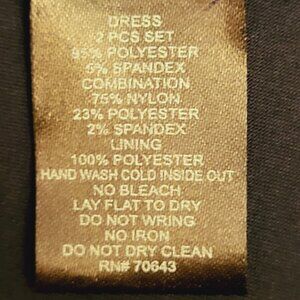 DRESS
2 PCS SET
95% POLYESTER
5% SPANDEX
COMBINATION
75% NYLON
23% POLYESTER
2% SPANDEX
LINING
100% POLYESTER
HAND WASH COLD INSIDE OUT
NO BLEACH
LAY FLAT TO DRY
DO NOT WRING
NO IRON
DO NOT DRY CLEAN
RN# 70643